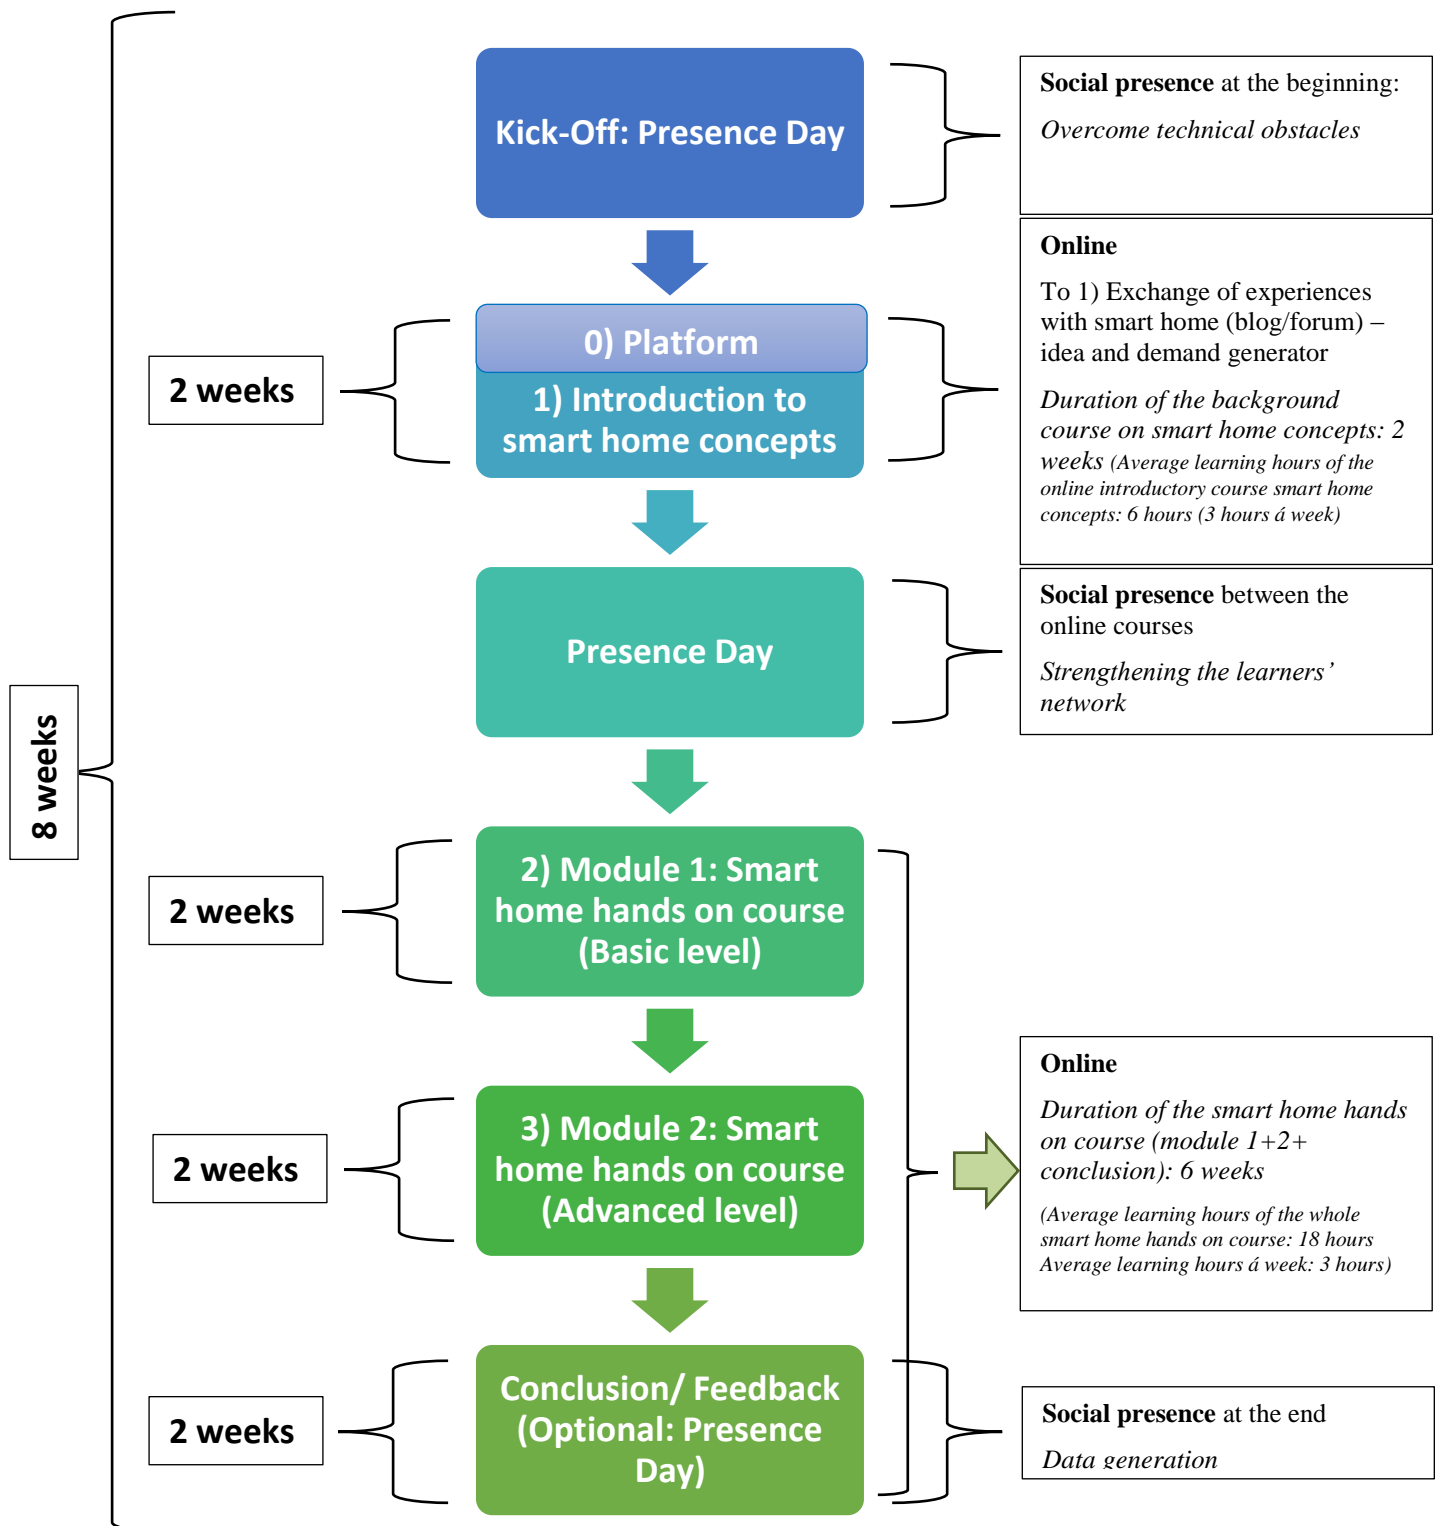 Kick-Off: Presence Day
Social presence at the beginning:
Overcome technical obstacles
2 weeks
0) Platform
1) Introduction to
smart home concepts
Online
To 1) Exchange of experiences
with smart home (blog/forum) –
idea and demand generator
Duration of the background
course on smart home concepts: 2
weeks (Average learning hours of the
online introductory course smart home
concepts: 6 hours (3 hours á week)
Presence Day
Social presence between the
online courses
Strengthening the learners’
network
8 weeks
2 weeks
2) Module 1: Smart
home hands on course
(Basic level)
2 weeks
3) Module 2: Smart
home hands on course
(Advanced level)
Online
Duration of the smart home hands
on course (module 1+2+
conclusion): 6 weeks
(Average learning hours of the whole
smart home hands on course: 18 hours
Average learning hours á week: 3 hours)
2 weeks
Conclusion/ Feedback
(Optional: Presence
Day)
Social presence at the end
Data generation